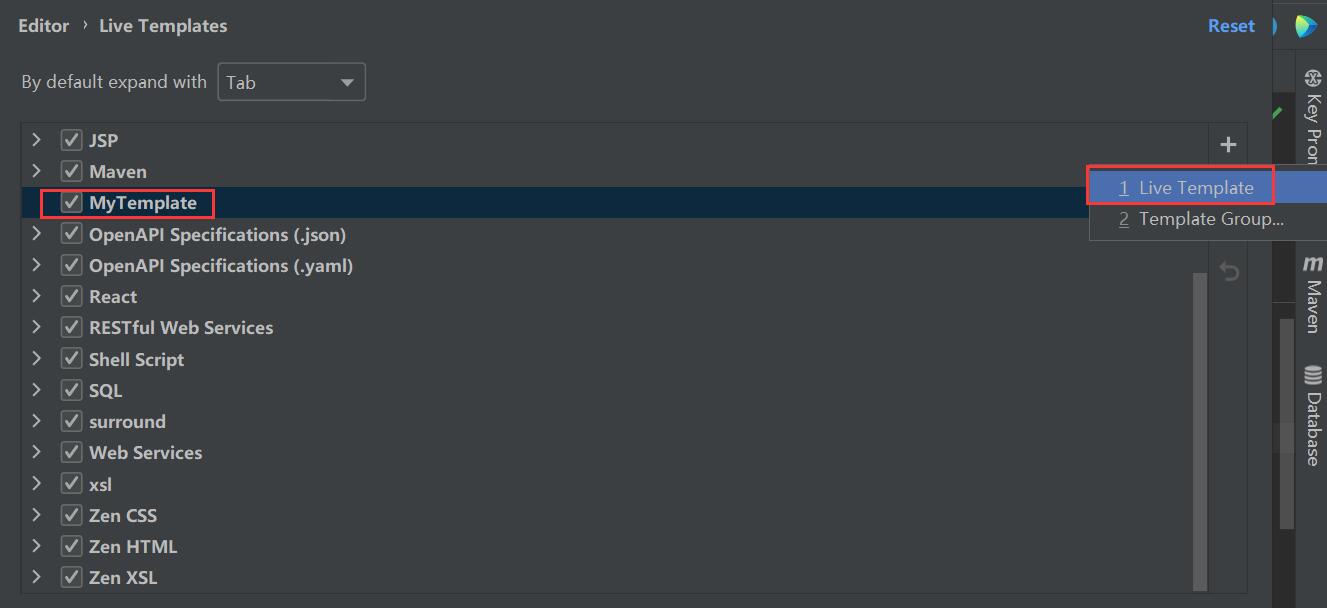 Editor › Live Templates
Reset
By default expand with Tab
JSP
Maven
MyTemplate
OpenAPI Specifications (.json)
OpenAPI Specifications (.yaml)
React
RESTful Web Services
Shell Script
SQL
surround
Web Services
xsl
Zen CSS
Zen HTML
Zen XSL
1 Live Template
2 Template Group...
Key Prom
m Maven
Database